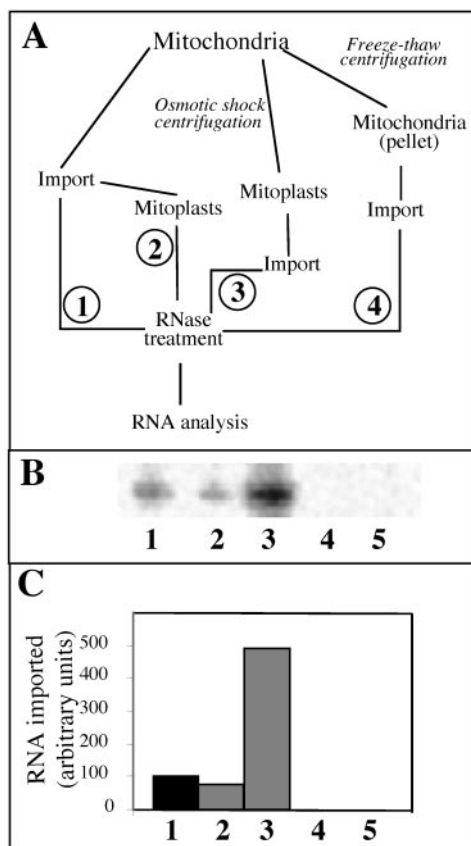 A
Mitochondria
Freeze-thaw
centrifugation
Osmotic shock
centrifugation
Mitochondria
(pellet)
Import
Mitoplasts
Mitoplasts
Import
Import
1
2
3
4
RNase
treatment
RNA analysis
B
1 2 3 4 5
C
RNA imported
(arbitrary units)
500
400
300
200
100
0
1 2 3 4 5